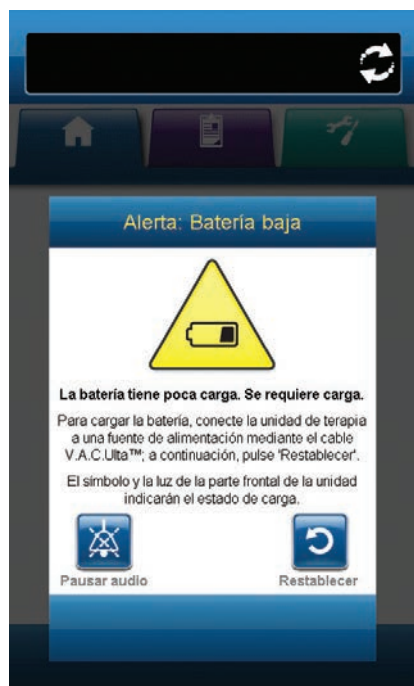 Alerta: Batería baja
La batería tiene poca carga. Se requiere carga.
Para cargar la batería, conecte la unidad de terapia
a una fuente de alimentación mediante el cable
V.A.C.Ulta™; a continuación, pulse 'Restablecer'.
El símbolo y la luz de la parte frontal de la unidad
indicarán el estado de carga.
Pausar audio
Restablecer